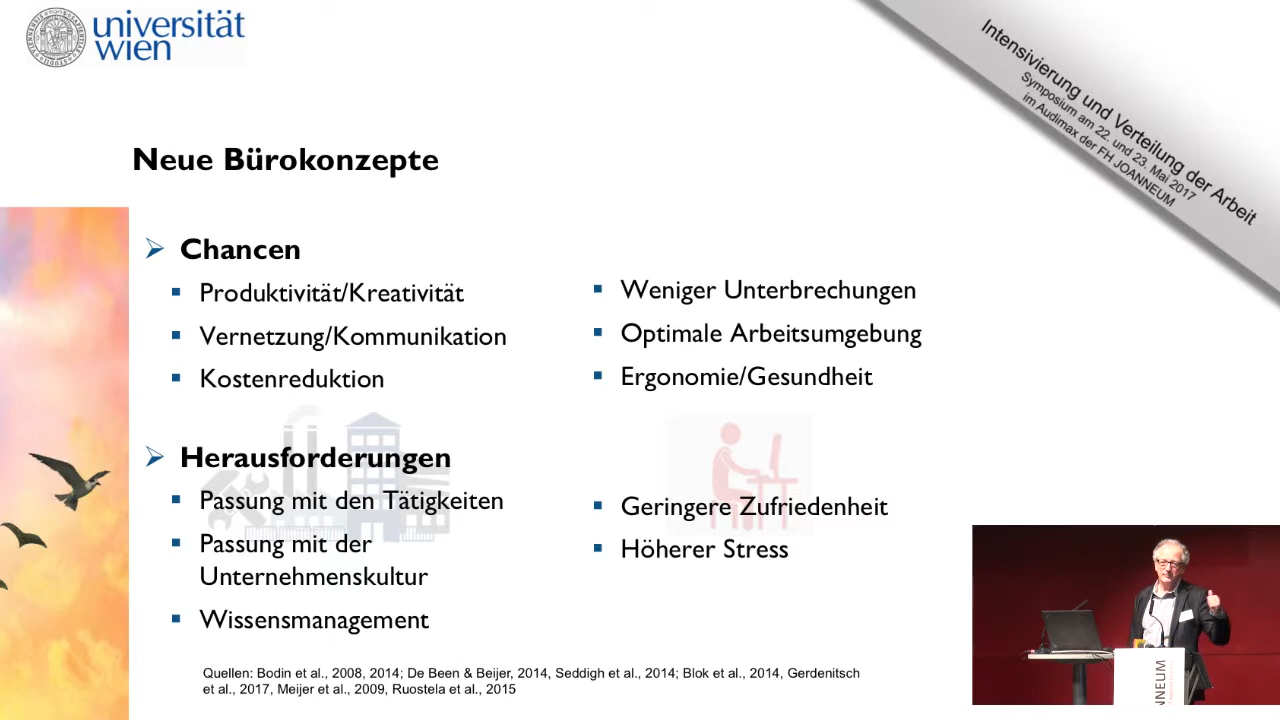 universität
wien
Intensivierung und Verteilung der Arbeit
Symposium am 22. und 23. Mai 2017
im Audimax der FH JOANNEUM
Neue Bürokonzepte
Chancen
Produktivität/Kreativität
Vernetzung/Kommunikation
Kostenreduktion
Weniger Unterbrechungen
Optimale Arbeitsumgebung
Ergonomie/Gesundheit
Herausforderungen
Passung mit den Tätigkeiten
Passung mit der
Unternehmenskultur
Wissensmanagement
Geringere Zufriedenheit
Höherer Stress
Quellen: Bodin et al., 2008, 2014; De Been & Beijer, 2014, Seddigh et al., 2014; Blok et al., 2014, Gerdenitsch
et al., 2017, Meijer et al., 2009, Ruostela et al., 2015
NNEUM